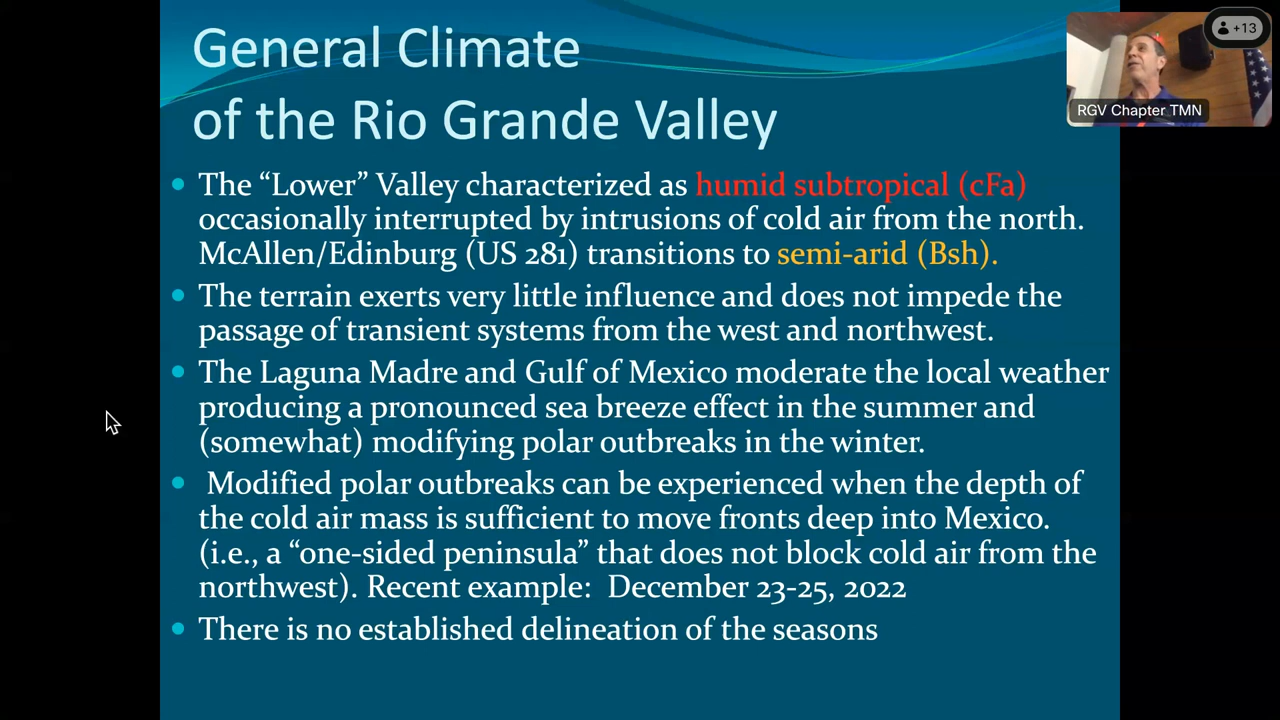 General Climate
of the Rio Grande Valley
+13
RGV Chapter TMN
The “Lower” Valley characterized as humid subtropical (cFa)
occasionally interrupted by intrusions of cold air from the north.
McAllen/Edinburg (US 281) transitions to semi-arid (Bsh).
The terrain exerts very little influence and does not impede the
passage of transient systems from the west and northwest.
The Laguna Madre and Gulf of Mexico moderate the local weather
producing a pronounced sea breeze effect in the summer and
(somewhat) modifying polar outbreaks in the winter.
Modified polar outbreaks can be experienced when the depth of
the cold air mass is sufficient to move fronts deep into Mexico.
(i.e., a “one-sided peninsula” that does not block cold air from the
northwest). Recent example: December 23-25, 2022
There is no established delineation of the seasons